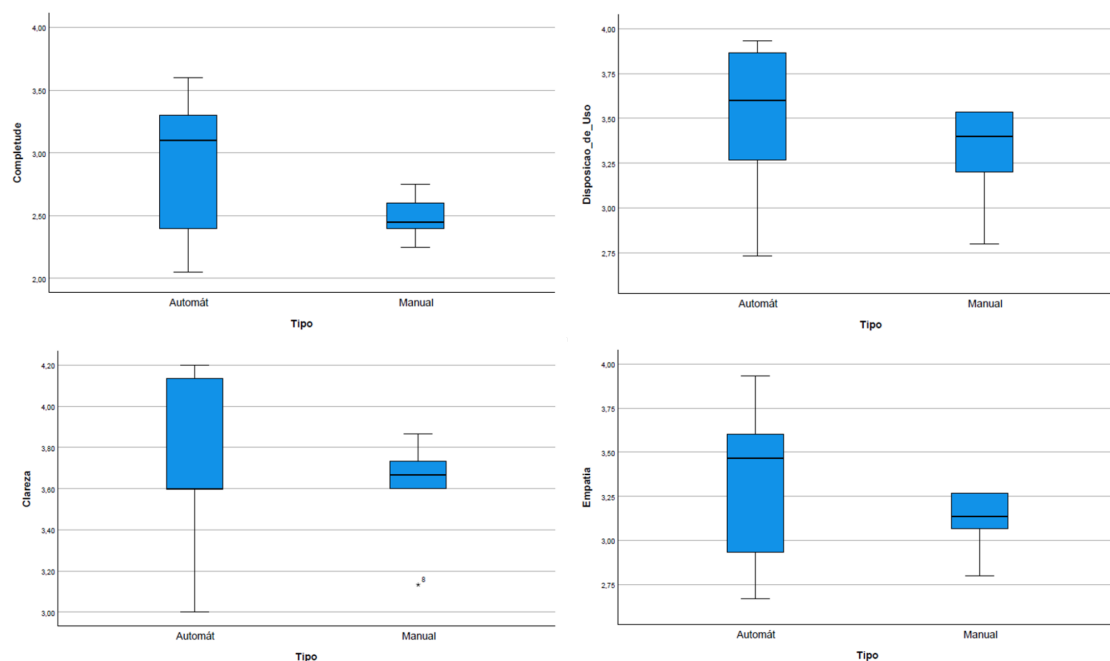 4,00
3,50
3,00
2,50
2,00
Completude
Automát Manual
Tipo
4,00
3,75
3,50
3,25
3,00
2,75
Disposicao_de_Uso
Automát Manual
Tipo
4,20
4,00
3,80
3,60
3,40
3,20
3,00
Clareza
8
Automát Manual
Tipo
4,00
3,75
3,50
3,25
3,00
2,75
Empatia
Automát Manual
Tipo